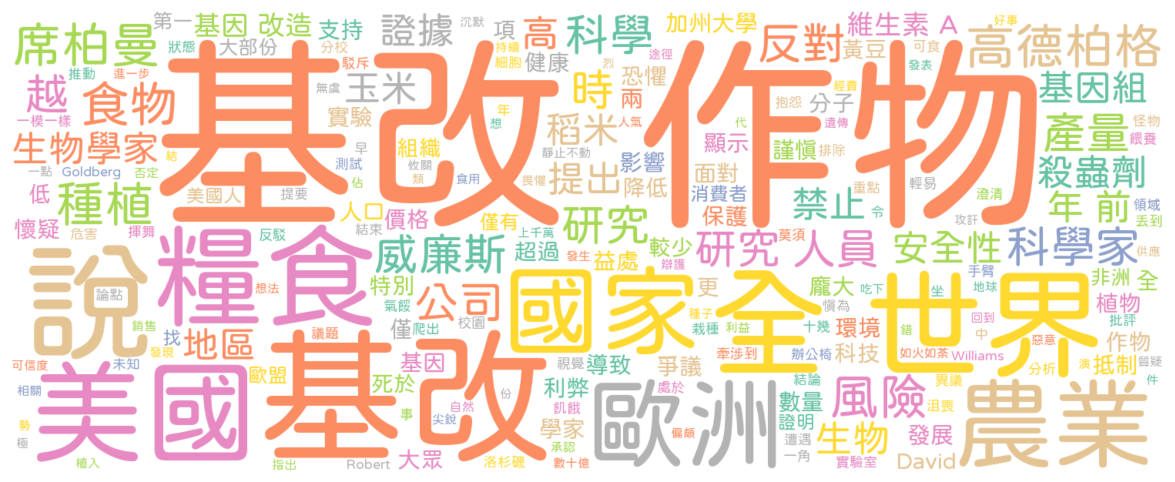 席柏曼
狀態
推動
第一
基因 改造
大部份
分校
駁斥
進一步
支持
沉默
證據
持續
細胞
項
烈
高
健康
科學
途徑
加州大學
恐懼
反對
抱怨
維生素 A
黃豆
可食
發表
好事
高德柏格
越
一模一樣
食物
基改作物
無虞
玉米
時
兩
人氣
分子
遺傳
經費
代
基因組
怪物
餵養
生物學家
結
實驗
年
早
想
稻米
影響
顯示
謹慎
排除
輕易
產量
一點
Goldberg
否定
測試
組織
類
攸關
靜止不動
提出
面對
降低
重點
殺蟲劑
低
種植
美國人
提要
佔
食用
畏懼
消費者
澄清
領域
懷疑
危害
揮舞
人口
結束
價格
僅有
上千萬
研究
保護
禁止
令
攻訐
年 前
丟到
說
論點
糧食
反駁
特別
威廉斯
氣餒
超過
發生
益處
較少
辯護
研究 人員
莫須
安全性
科學家
供應
想法
國家
更
龐大
吃下
慎為
坐
手臂
地球
非洲
全
植物
銷售
發現
找
地區
議題
僅
爬出
校園
公司
種子
利益
栽種
全世界
十幾
環境
錯
中
回到
批評
惡意
作物
可信度
未知
相關
美國
基因
歐盟
基改
死於
視覺
導致
爭議
牽涉到
辦公椅
科技
如火如荼
Williams
異議
分析
演
抵制
質疑
件
事
份
尖銳
利弊
飢餓
處於
歐洲
結論
數量
證明
風險
沮喪
農業
勢
極
植入
指出
Robert
自然
大眾
洛杉磯
學家
承認
數十億
偏頗
遭遇
一角
生物
實驗室
發展
David